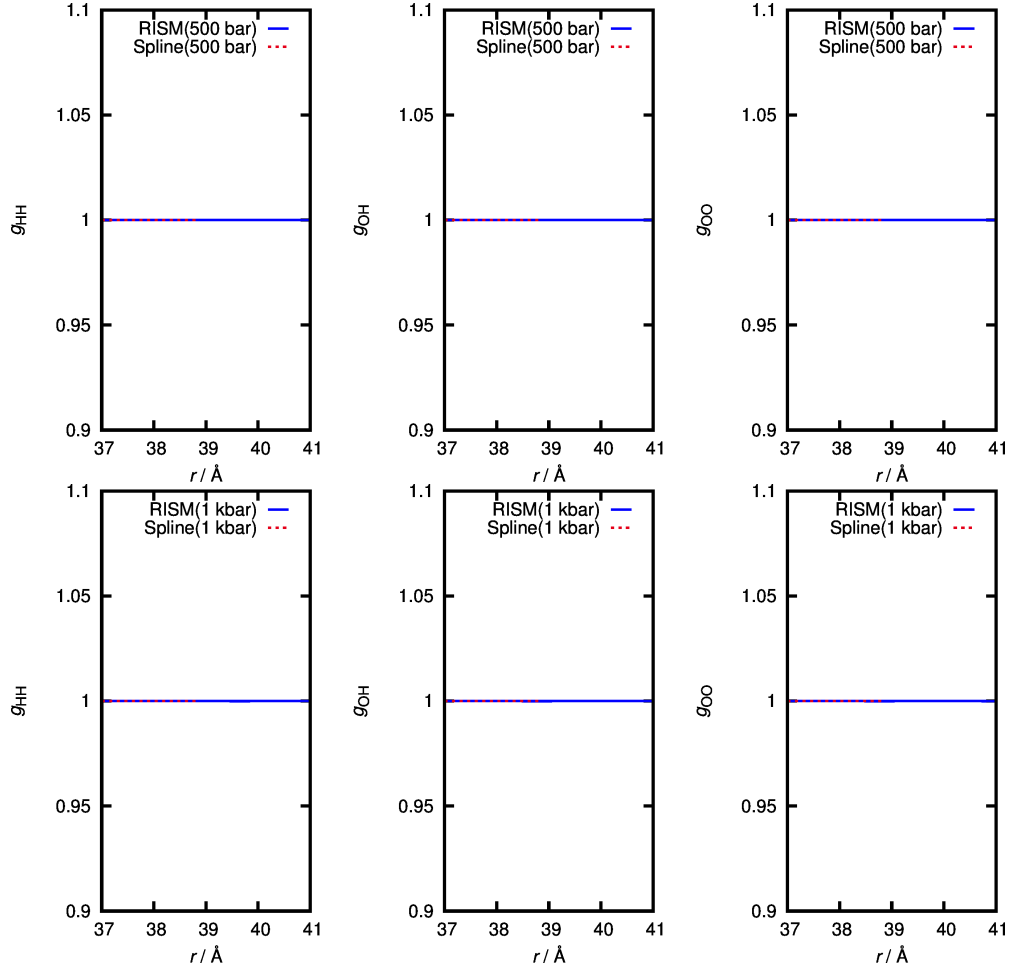 1.1
RISM(500 bar)
Spline(500 bar)
1.05
gHH
1
0.95
0.9
37 38 39 40 41
r / Å
1.1
RISM(500 bar)
Spline(500 bar)
1.05
gOH
1
0.95
0.9
37 38 39 40 41
r / Å
1.1
RISM(500 bar)
Spline(500 bar)
1.05
gOO
1
0.95
0.9
37 38 39 40 41
r / Å
1.1
RISM(1 kbar)
Spline(1 kbar)
1.05
gHH
1
0.95
0.9
37 38 39 40 41
r / Å
1.1
RISM(1 kbar)
Spline(1 kbar)
1.05
gOH
1
0.95
0.9
37 38 39 40 41
r / Å
1.1
RISM(1 kbar)
Spline(1 kbar)
1.05
gOO
1
0.95
0.9
37 38 39 40 41
r / Å